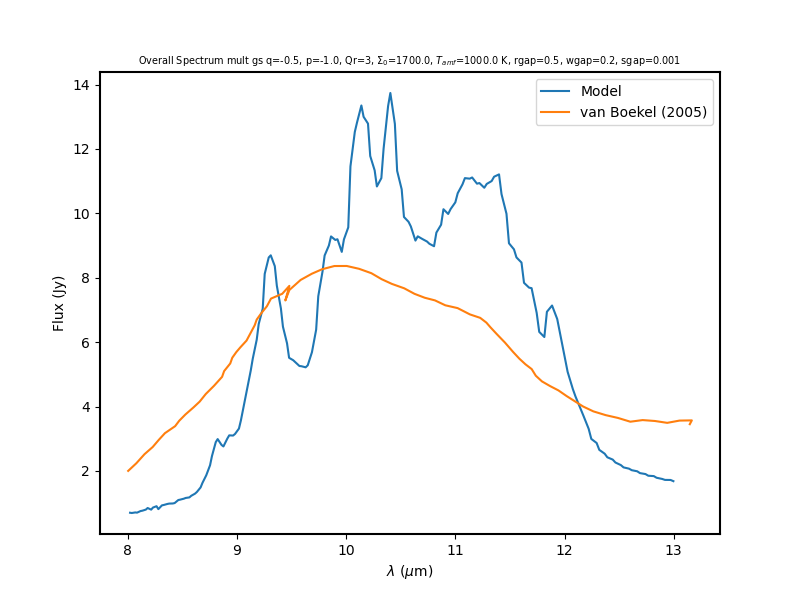 Overall Spectrum mult gs q=-0.5, p=-1.0, Qr=3, Σ₀=1700.0, T_amf=1000.0 K, rgap=0.5, wgap=0.2, sgap=0.001
Model
van Boekel (2005)
14
12
10
8
6
4
2
Flux (Jy)
8 9 10 11 12 13
λ (μm)